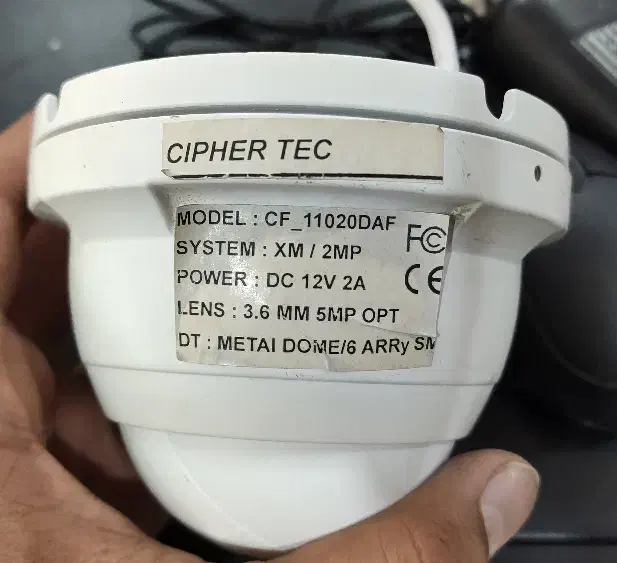 CIPHER TEC
MODEL : CF_11020DAF
FC
SYSTEM : XM / 2MP
CE
POWER : DC 12V 2A
LENS : 3.6 MM 5MP OPT
DT : METAI DOME/6 ARRy SM